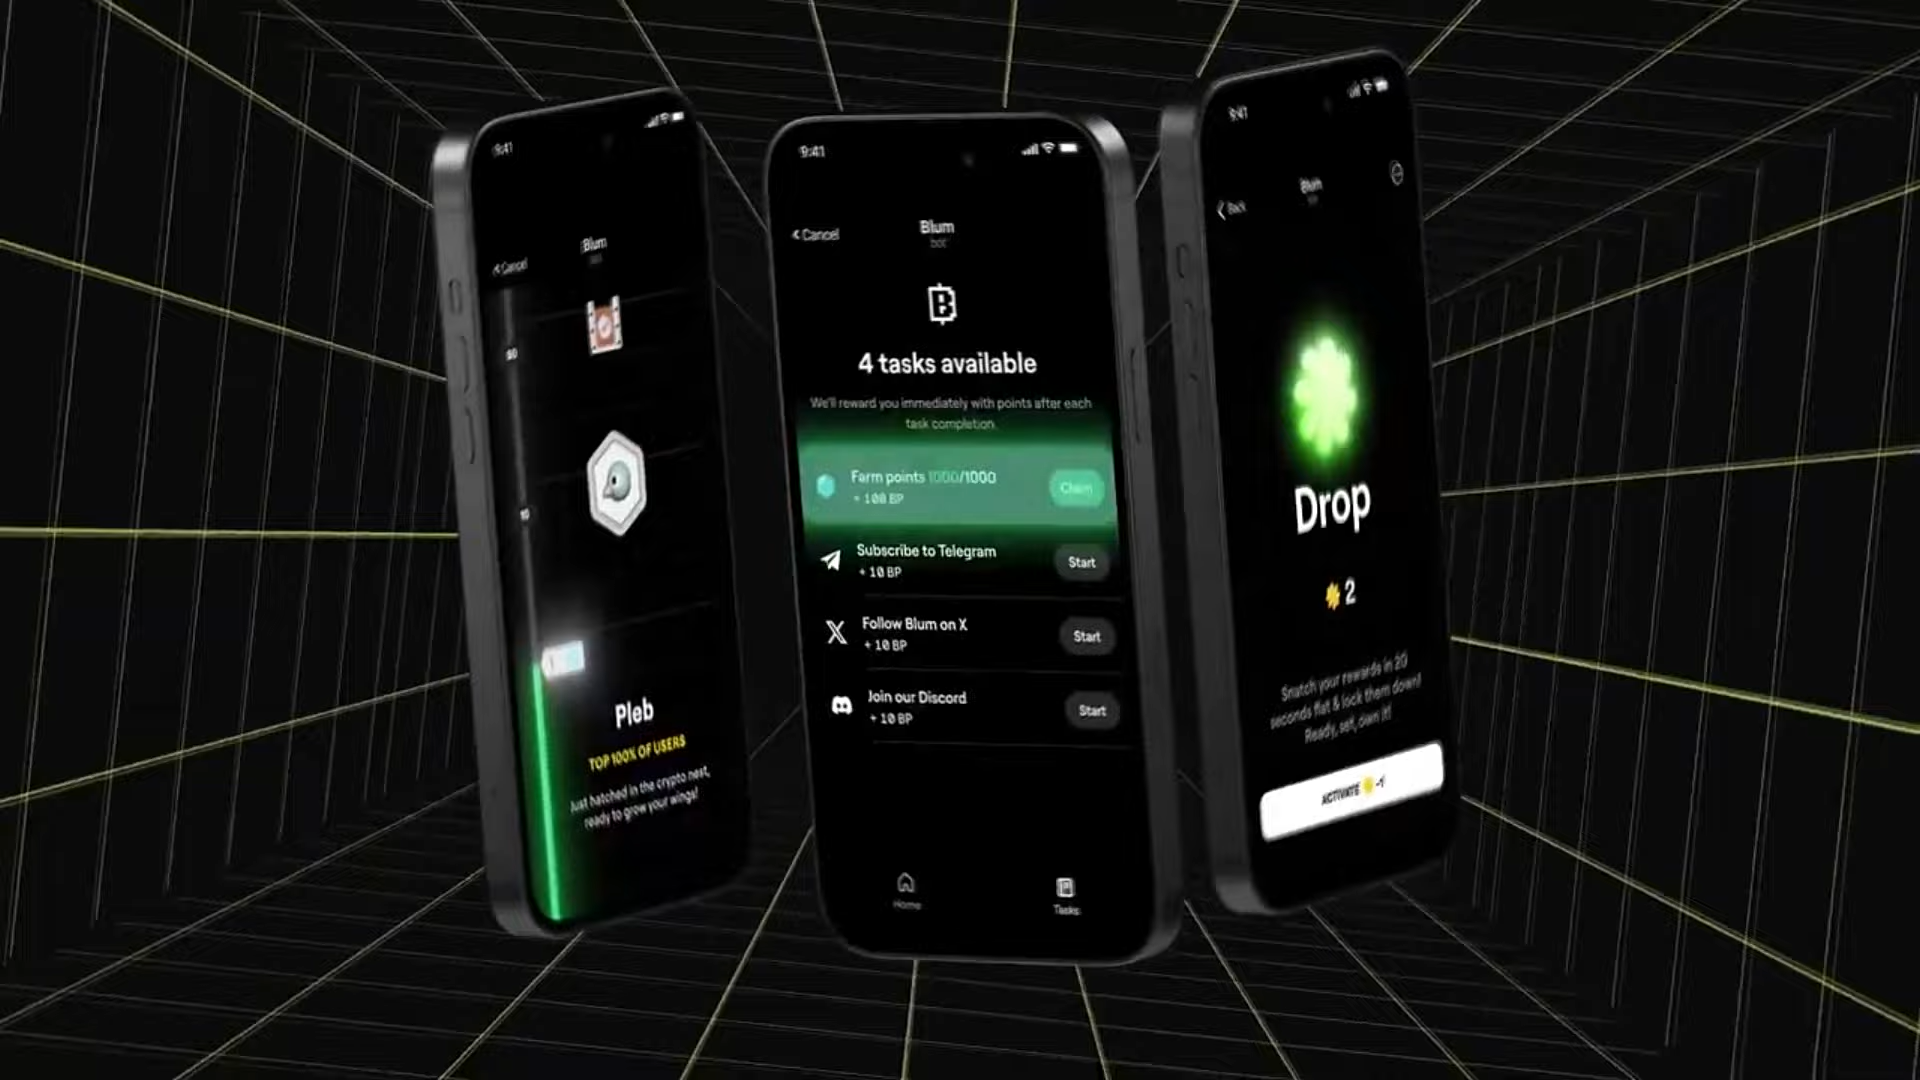 9:41
Blum
Cancel
Pleb
TOP 100% OF USERS
Just hatched in the crypto nest,
ready to grow your wings!
9:41
Cancel
Blum
bot
4 tasks available
We'll reward you immediately with points after each
task completion.
Farm points 1000/1000
+ 100 BP
Claim
Subscribe to Telegram
+ 10 BP
Start
Follow Blum on X
+ 10 BP
Start
Join our Discord
+ 10 BP
Start
Home
Tasks
9:41
Blum
Back
Drop
2
Snatch your rewards in 20
seconds flat & lock them down!
Ready, set, own it!
ACTIVATE -1